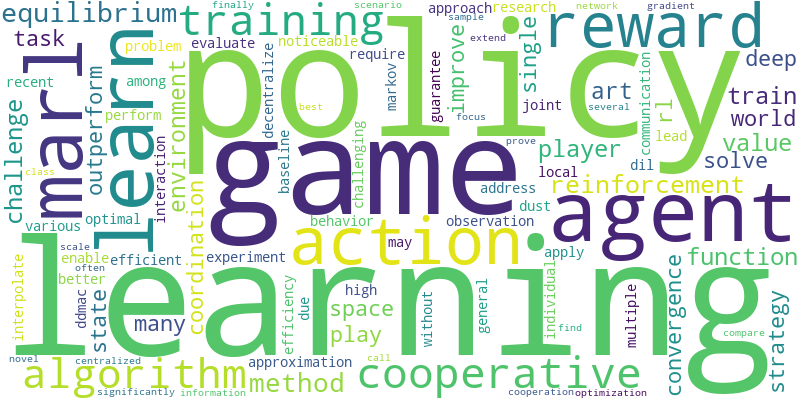 finally
scenario
network
gradient
equilibrium
training
approach
research
sample
reward
task
marl
learn
policy
evaluate
noticeable
require
extend
single
problem
decentralize
markov
guarantee
improve
art
several
deep
recent
among
challenge
outperform
perform
environment
best
focus
joint
communication
rl
train
world
interaction
baseline
challenging
game
prove
lead
value
class
player
local
solve
address
dil
reinforcement
various
optimal
coordination
behavior
observation
dust
agent
action
may
scale
enable
efficient
experiment
apply
function
interpolate
often
better
ddmac
state
learning
efficiency
due
high
space
without
general
individual
multiple
convergence
strategy
many
play
find
compare
novel
centralized
approximation
call
algorithm
method
cooperative
significantly
information
cooperation
optimization